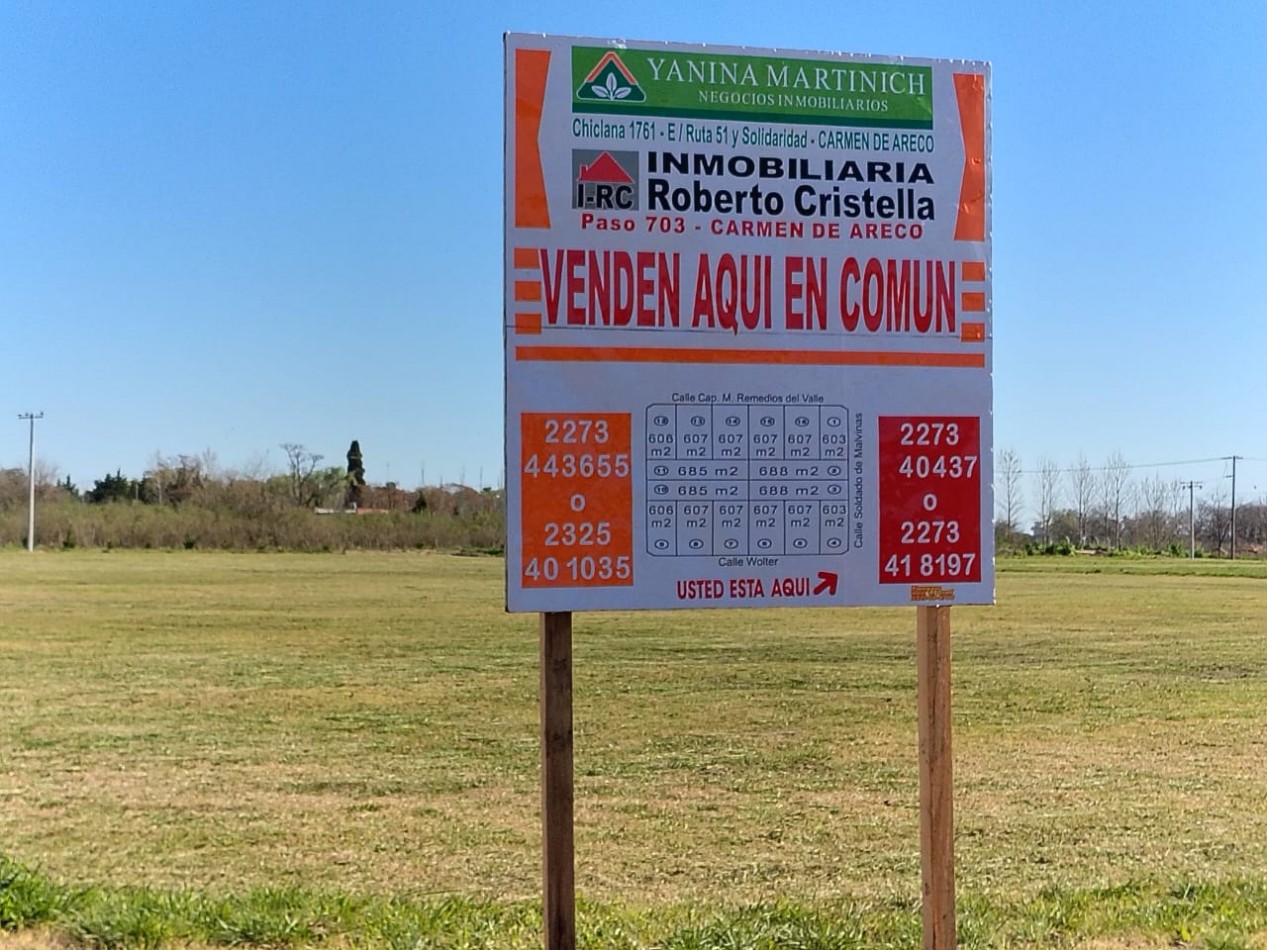 YANINA MARTINICH
NEGOCIOS INMOBILIARIOS
Chiclana 1761 - E / Ruta 51 y Solidaridad - CARMEN DE ARECO
I-RC
INMOBILIARIA
Roberto Cristella
Paso 703 - CARMEN DE ARECO
VENDEN AQUI EN COMUN
2273
443655
o
2325
40 1035
Calle Cap. M. Remedios del Valle
606 607 607 607 607 603
m2 m2 m2 m2 m2 m2
685 m2 688 m2
685 m2 688 m2
606 607 607 607 607 603
m2 m2 m2 m2 m2 m2
Calle Wolter
Calle Soldado de Malvinas
USTED ESTA AQUI
2273
40437
o
2273
41 8197